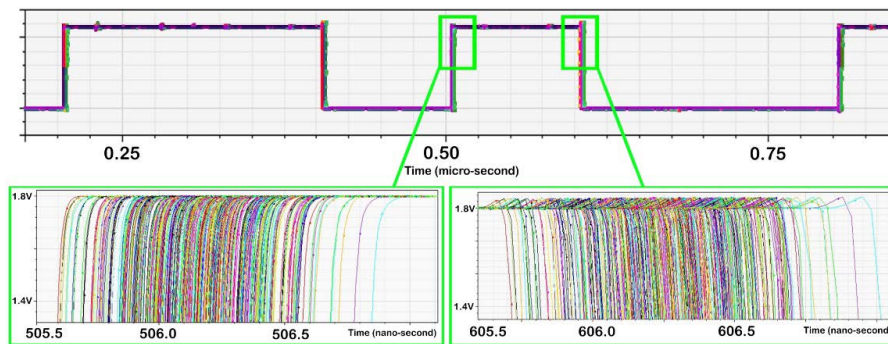 0.25 0.50 0.75
Time (micro-second)
1.8V
1.4V
505.5 506.0 506.5 Time (nano-second)
1.8V
1.4V
605.5 606.0 606.5 Time (nano-second)